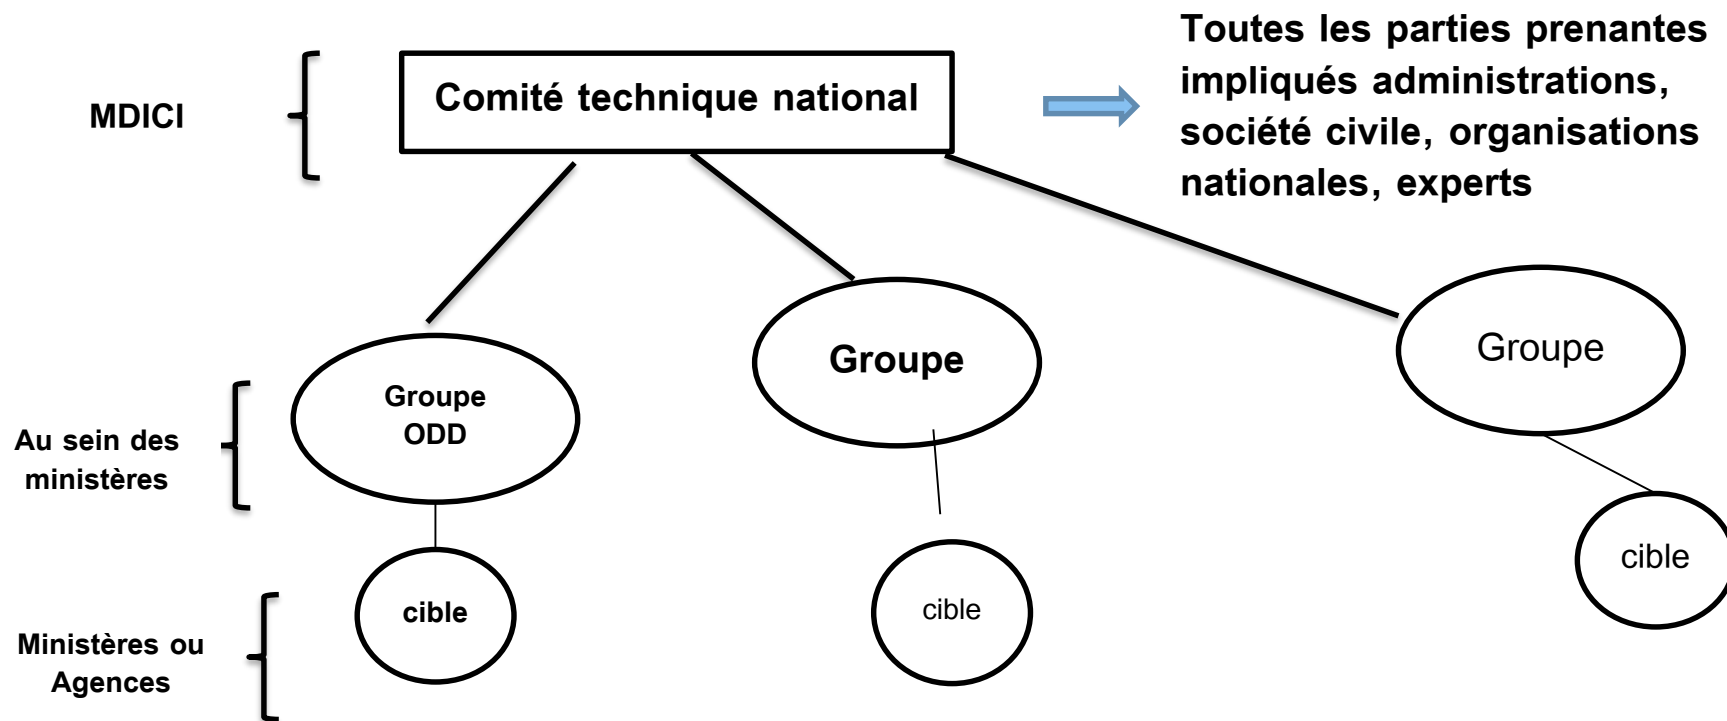 MDICI
Comité technique national
Toutes les parties prenantes
impliqués administrations,
société civile, organisations
nationales, experts
Au sein des
ministères
Groupe
ODD
Groupe
Groupe
Ministères ou
Agences
cible
cible
cible